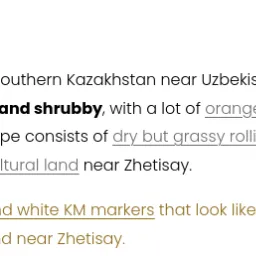 outhern Kazakhstan near Uzbekis
and shrubby, with a lot of orange
pe consists of dry but grassy rolli
ltural land near Zhetisay.
nd white KM markers that look like
d near Zhetisay.